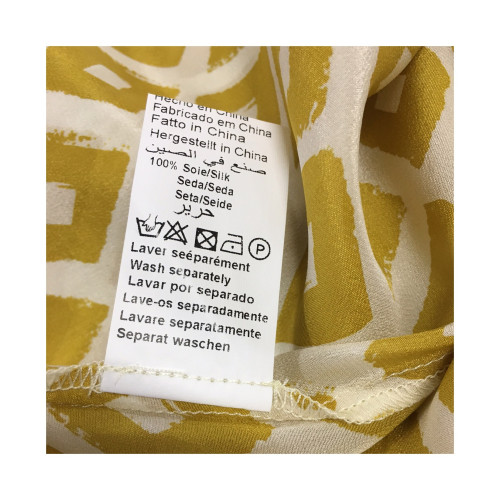 Hecho en China
Fabricado em China
Fatto in China
Hergestellt in China
صنع في الصين
100% Soie/Silk
Seda/Seda
Seta/Seide
حرير
P
Laver seéparément
Wash separately
Lavar por separado
Lave-os separadamente
Lavare separatamente
Separat waschen